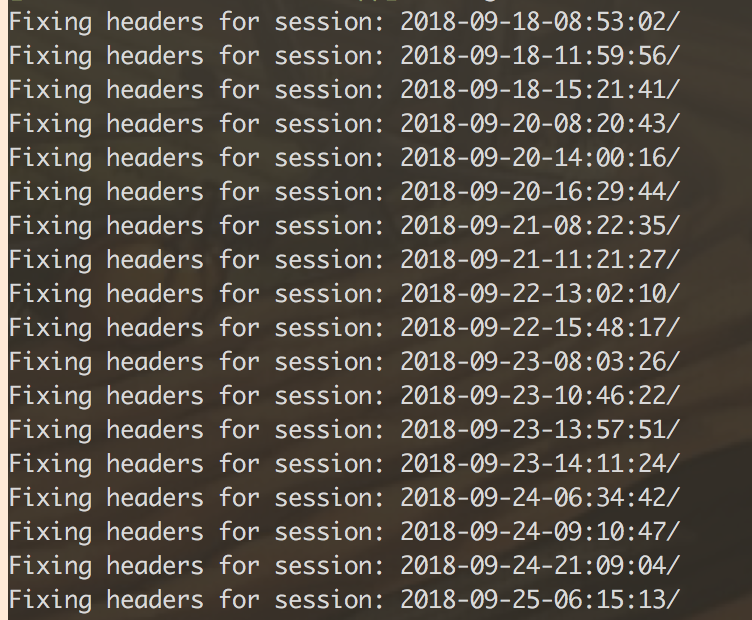 Fixing headers for session: 2018-09-18-08:53:02/
Fixing headers for session: 2018-09-18-11:59:56/
Fixing headers for session: 2018-09-18-15:21:41/
Fixing headers for session: 2018-09-20-08:20:43/
Fixing headers for session: 2018-09-20-14:00:16/
Fixing headers for session: 2018-09-20-16:29:44/
Fixing headers for session: 2018-09-21-08:22:35/
Fixing headers for session: 2018-09-21-11:21:27/
Fixing headers for session: 2018-09-22-13:02:10/
Fixing headers for session: 2018-09-22-15:48:17/
Fixing headers for session: 2018-09-23-08:03:26/
Fixing headers for session: 2018-09-23-10:46:22/
Fixing headers for session: 2018-09-23-13:57:51/
Fixing headers for session: 2018-09-23-14:11:24/
Fixing headers for session: 2018-09-24-06:34:42/
Fixing headers for session: 2018-09-24-09:10:47/
Fixing headers for session: 2018-09-24-21:09:04/
Fixing headers for session: 2018-09-25-06:15:13/